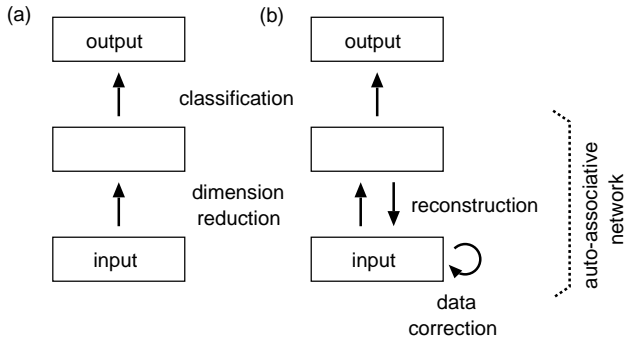 (a)
output
(b)
output
classification
dimension
reduction
reconstruction
input
input
data
correction
auto-associative
network